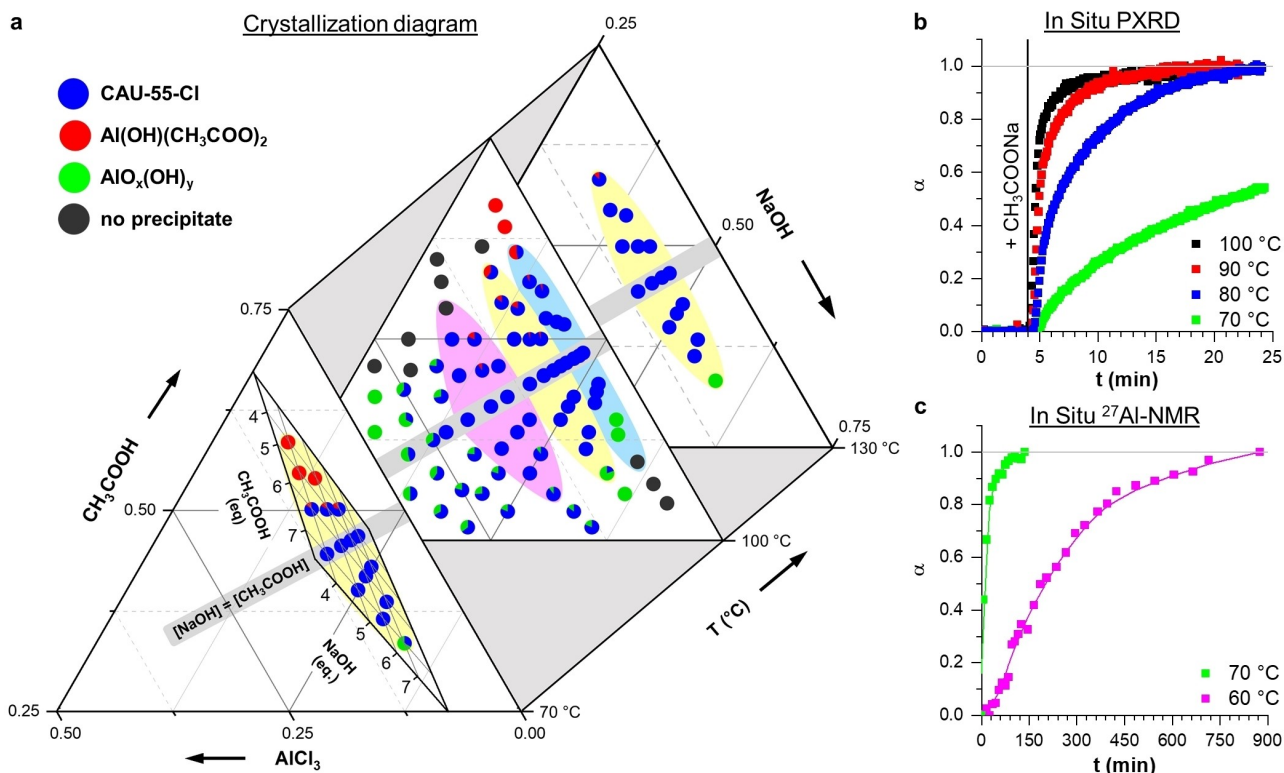 a
Crystallization diagram
CAU-55-Cl
Al(OH)(CH₃COO)₂
AlOₓ(OH)ᵧ
no precipitate
0.25
NaOH
0.50
0.75
0.75
130 °C
CH₃COOH
4
5
6
7
CH₃COOH
(eq)
0.50
100 °C
T (°C)
[NaOH] = [CH₃COOH]
4
5
6
7
NaOH
(eq.)
0.25
70 °C
0.50
0.25
0.00
AlCl₃
b
In Situ PXRD
+ CH₃COONa
1.0
0.8
0.6
0.4
0.2
0.0
α
100 °C
90 °C
80 °C
70 °C
0
5
10
15
20
25
t (min)
c
In Situ ²⁷Al-NMR
1.0
0.8
0.6
0.4
0.2
0.0
α
70 °C
60 °C
0
150
300
450
600
750
900
t (min)